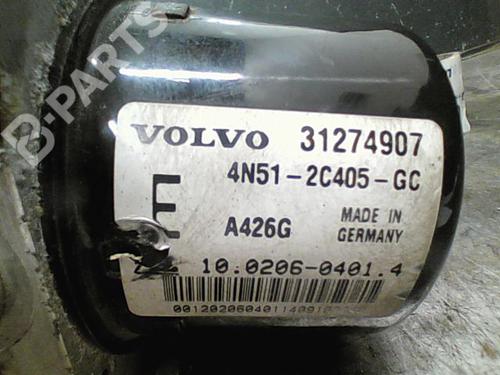 B-PARTS
VOLVO 31274907
4N51-2C405-GC
E
A426G
MADE IN
GERMANY
10.0206-0401.4